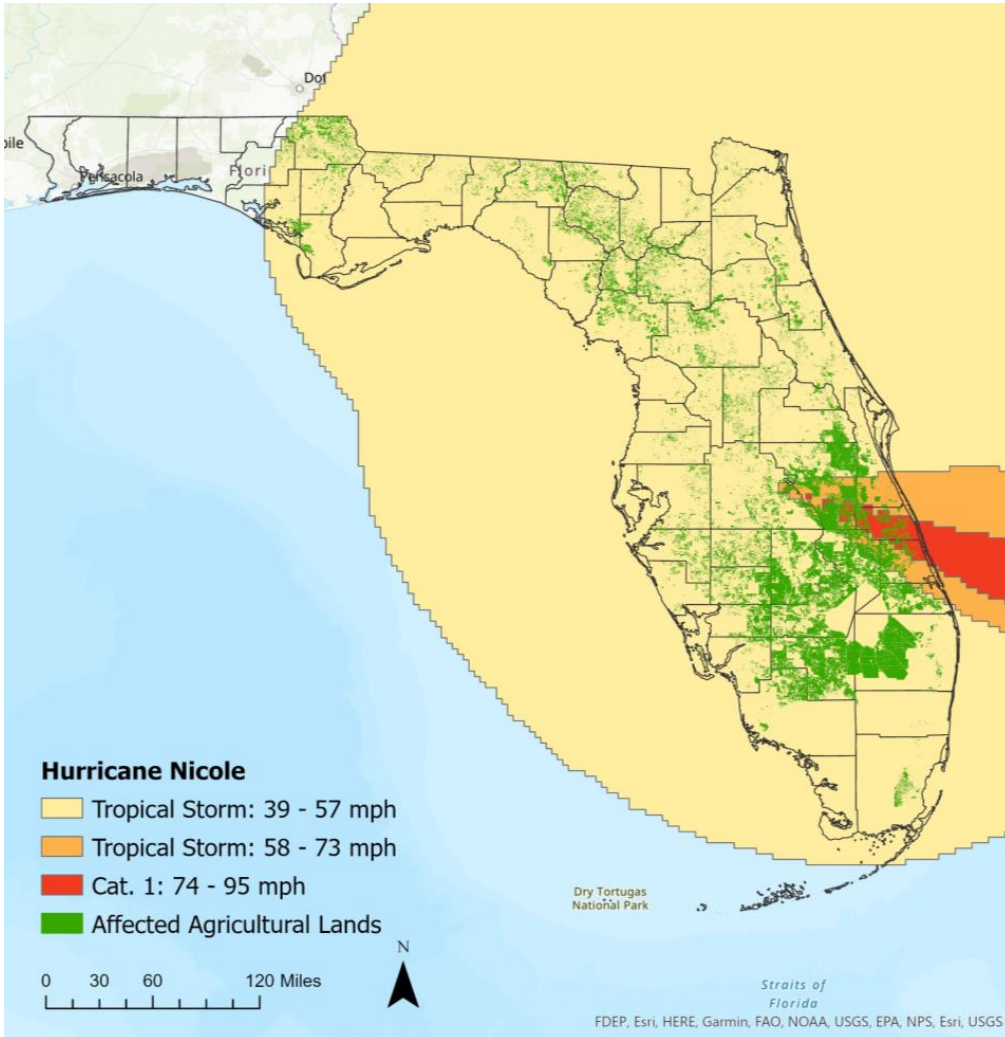 Dot
bile
Pensacola
Flori
Hurricane Nicole
Tropical Storm: 39 - 57 mph
Tropical Storm: 58 - 73 mph
Cat. 1: 74 - 95 mph
Affected Agricultural Lands
0 30 60 120 Miles
N
Dry Tortugas
National Park
Straits of
Florida
FDEP, Esri, HERE, Garmin, FAO, NOAA, USGS, EPA, NPS, Esri, USGS